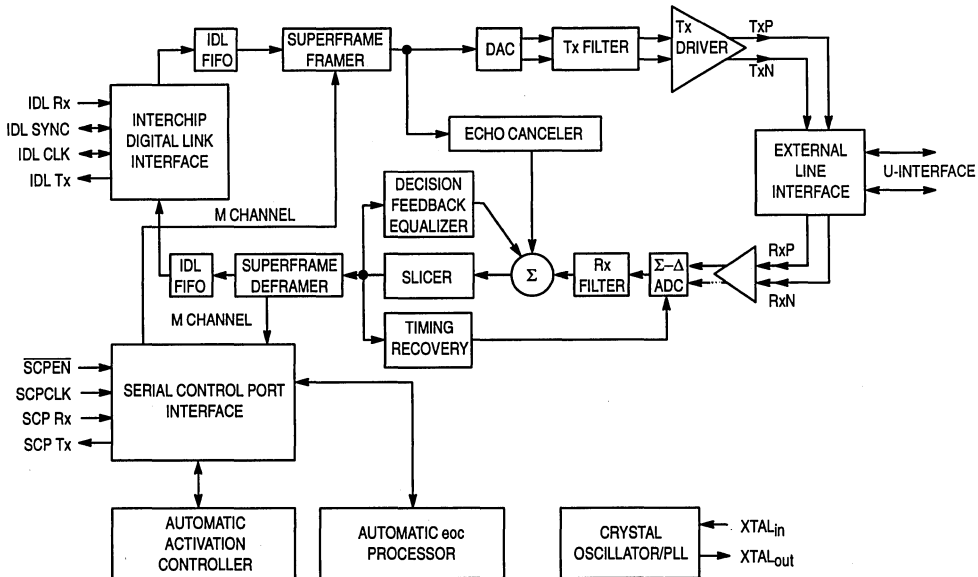 IDL
FIFO
SUPERFRAME
FRAMER
DAC
Tx FILTER
Tx
DRIVER
TxP
TxN
IDL Rx
IDL SYNC
IDL CLK
IDL Tx
INTERCHIP
DIGITAL LINK
INTERFACE
ECHO CANCELER
EXTERNAL
LINE
INTERFACE
U-INTERFACE
M CHANNEL
DECISION
FEEDBACK
EQUALIZER
IDL
FIFO
SUPERFRAME
DEFRAMER
SLICER
Σ
Rx
FILTER
Σ–Δ
ADC
RxP
RxN
M CHANNEL
TIMING
RECOVERY
SCPEN
SCPCLK
SCP Rx
SCP Tx
SERIAL CONTROL PORT
INTERFACE
AUTOMATIC
ACTIVATION
CONTROLLER
AUTOMATIC eoc
PROCESSOR
CRYSTAL
OSCILLATOR/PLL
XTALin
XTALout